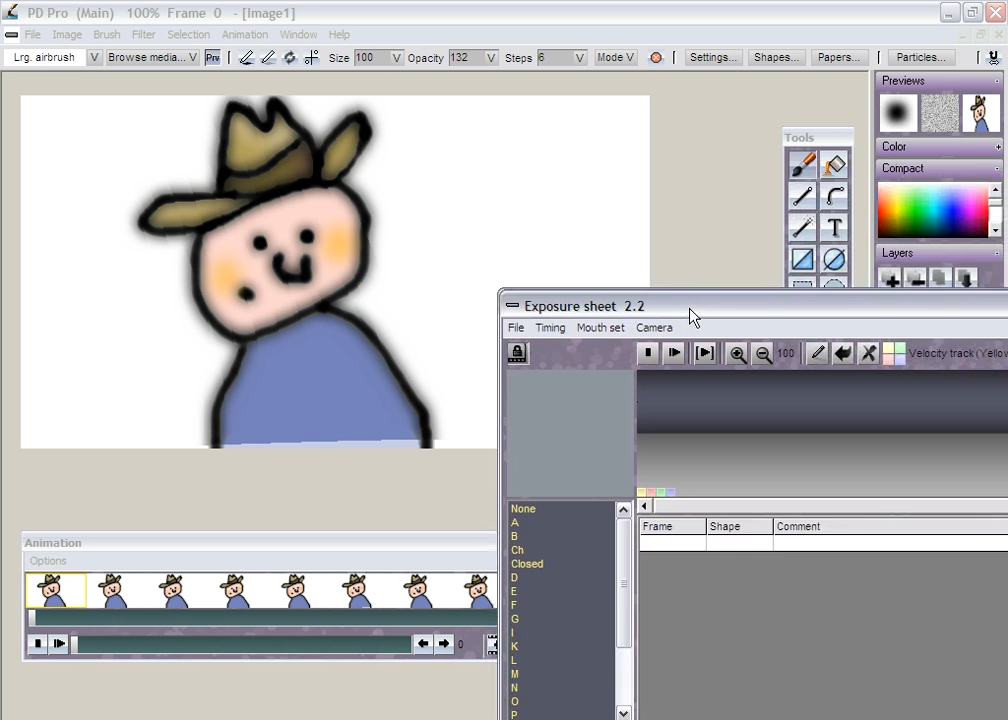 PD Pro (Main) 100% Frame 0 - [Image1]
File Image Brush Filter Selection Animation Window Help
Lrg. airbrush V Browse media... V Prv Size 100 V Opacity 132 V Steps 6 V Mode V Settings... Shapes... Papers... Particles...
Previews
Tools
Color
Compact
T
Layers
Exposure sheet 2.2
File Timing Mouth set Camera
100 Velocity track (Yellow
None
A
B
Ch
Closed
D
E
F
G
I
K
L
M
N
O
P
Frame Shape Comment
Animation
Options
0